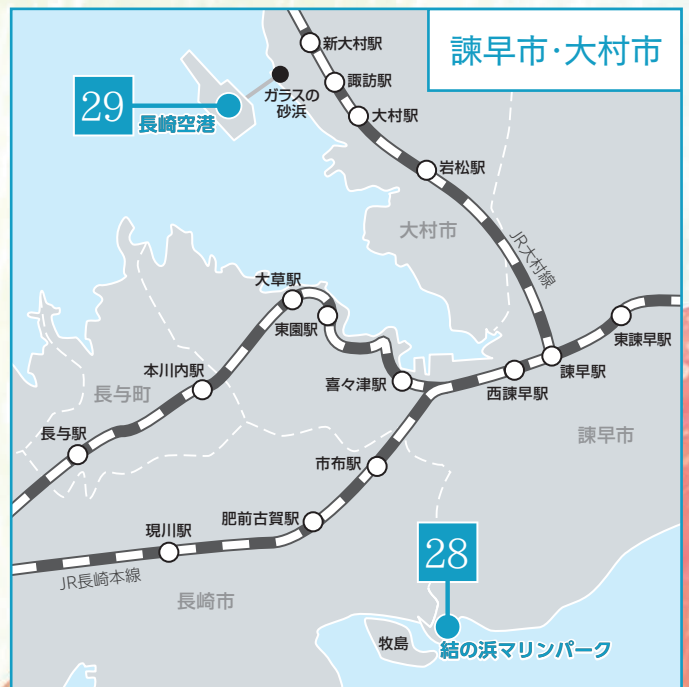 諫早市・大村市
新大村駅
諏訪駅
ガラスの
砂浜
大村駅
29
長崎空港
岩松駅
大村市
JR大村線
大草駅
東園駅
東諫早駅
諫早駅
本川内駅
喜々津駅
西諫早駅
長与町
長与駅
諫早市
市布駅
肥前古賀駅
現川駅
28
JR長崎本線
長崎市
牧島
結の浜マリンパーク